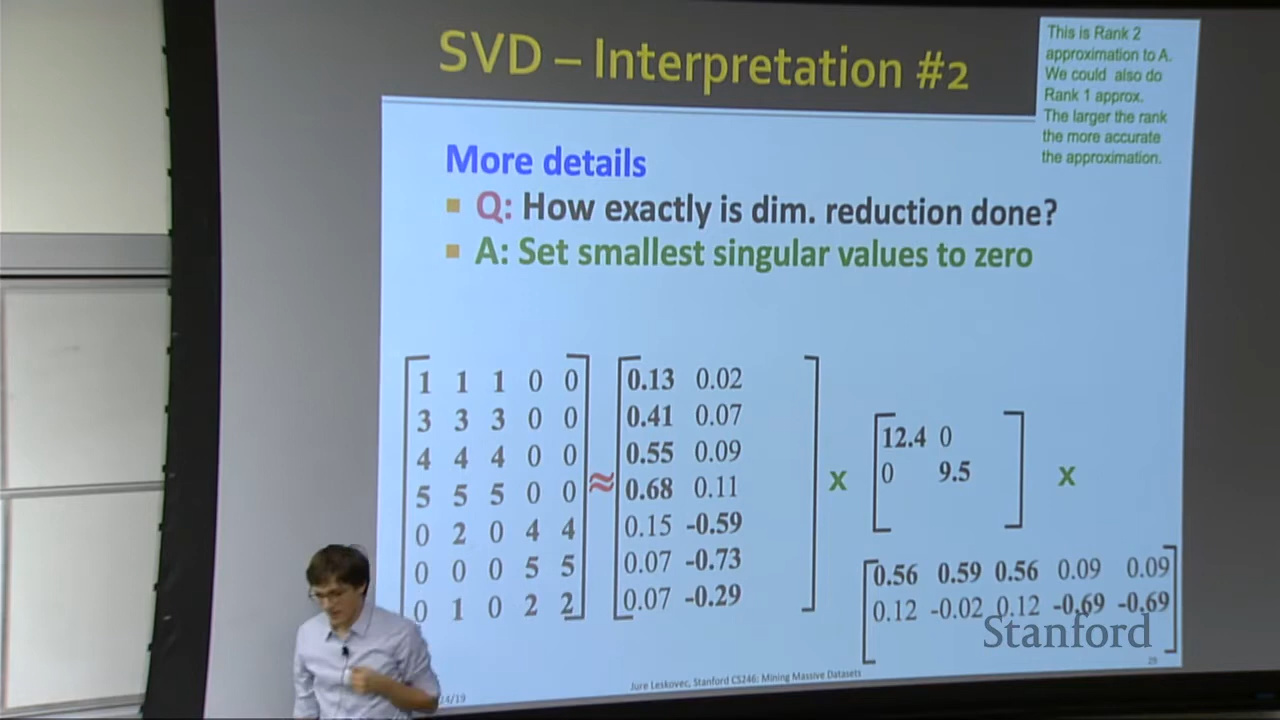 SVD – Interpretation #2
This is Rank 2
approximation to A.
We could also do
Rank 1 approx.
The larger the rank
the more accurate
the approximation.
More details
Q: How exactly is dim. reduction done?
A: Set smallest singular values to zero
1 1 1 0 0
3 3 3 0 0
4 4 4 0 0
5 5 5 0 0
0 2 0 4 4
0 0 0 5 5
0 1 0 2 2
≈
0.13 0.02
0.41 0.07
0.55 0.09
0.68 0.11
0.15 -0.59
0.07 -0.73
0.07 -0.29
x
12.4 0
0 9.5
x
0.56 0.59 0.56 0.09 0.09
0.12 -0.02 0.12 -0.69 -0.69
Stanford
Jure Leskovec, Stanford CS246: Mining Massive Datasets